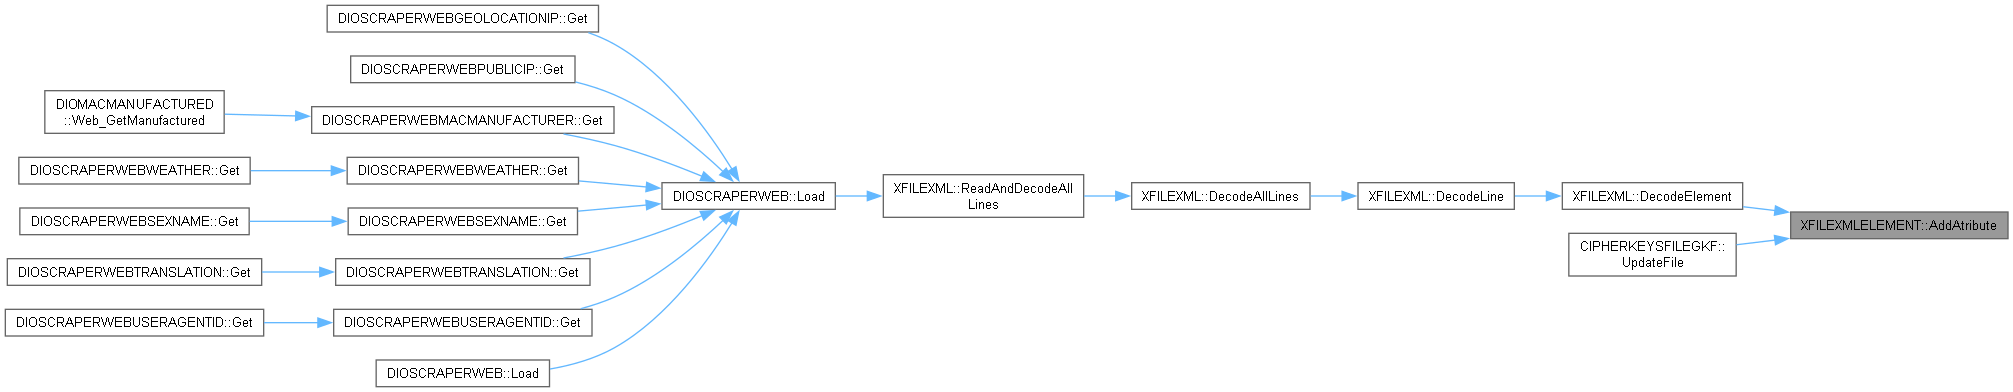 DIOSCRAPERWEBGEOLOCATIONIP::Get
DIOSCRAPERWEBPUBLICIP::Get
DIOMACMANUFACTURED
::Web_GetManufactured
DIOSCRAPERWEBMACMANUFACTURER::Get
DIOSCRAPERWEBWEATHER::Get
DIOSCRAPERWEBWEATHER::Get
DIOSCRAPERWEB::Load
XFILEXML::ReadAndDecodeAll
Lines
XFILEXML::DecodeAllLines
XFILEXML::DecodeLine
XFILEXML::DecodeElement
XFILEXMLELEMENT::AddAtribute
DIOSCRAPERWEBSEXNAME::Get
DIOSCRAPERWEBSEXNAME::Get
CIPHERKEYSFILEGKF::
UpdateFile
DIOSCRAPERWEBTRANSLATION::Get
DIOSCRAPERWEBTRANSLATION::Get
DIOSCRAPERWEBUSERAGENTID::Get
DIOSCRAPERWEBUSERAGENTID::Get
DIOSCRAPERWEB::Load